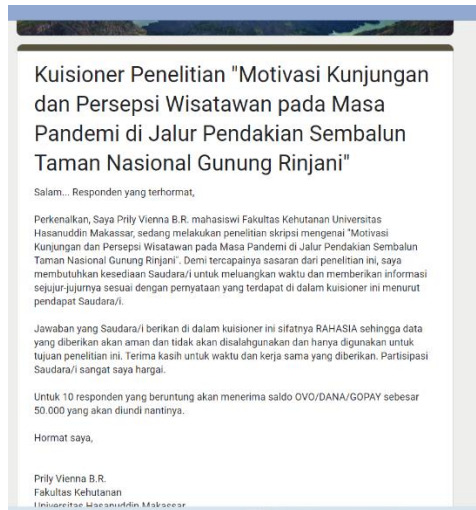 Kuisioner Penelitian "Motivasi Kunjungan
dan Persepsi Wisatawan pada Masa
Pandemi di Jalur Pendakian Sembalun
Taman Nasional Gunung Rinjani"
Salam... Responden yang terhormat,
Perkenalkan, Saya Prily Vienna B.R. mahasiswi Fakultas Kehutanan Universitas
Hasanuddin Makassar, sedang melakukan penelitian skripsi mengenai "Motivasi
Kunjungan dan Persepsi Wisatawan pada Masa Pandemi di Jalur Pendakian Sembalun
Taman Nasional Gunung Rinjani". Demi tercapainya sasaran dari penelitian ini, saya
membutuhkan kesediaan Saudara/i untuk meluangkan waktu dan memberikan informasi
sejujur-jujurnya sesuai dengan pernyataan yang terdapat di dalam kuisioner ini menurut
pendapat Saudara/i.
Jawaban yang Saudara/i berikan di dalam kuisioner ini sifatnya RAHASIA sehingga data
yang diberikan akan aman dan tidak akan disalahgunakan dan hanya digunakan untuk
tujuan penelitian ini. Terima kasih untuk waktu dan kerja sama yang diberikan. Partisipasi
Saudara/i sangat saya hargai.
Untuk 10 responden yang beruntung akan menerima saldo OVO/DANA/GOPAY sebesar
50.000 yang akan diundi nantinya.
Hormat saya,
Prily Vienna B.R.
Fakultas Kehutanan
Universitas Hasanuddin Makassar